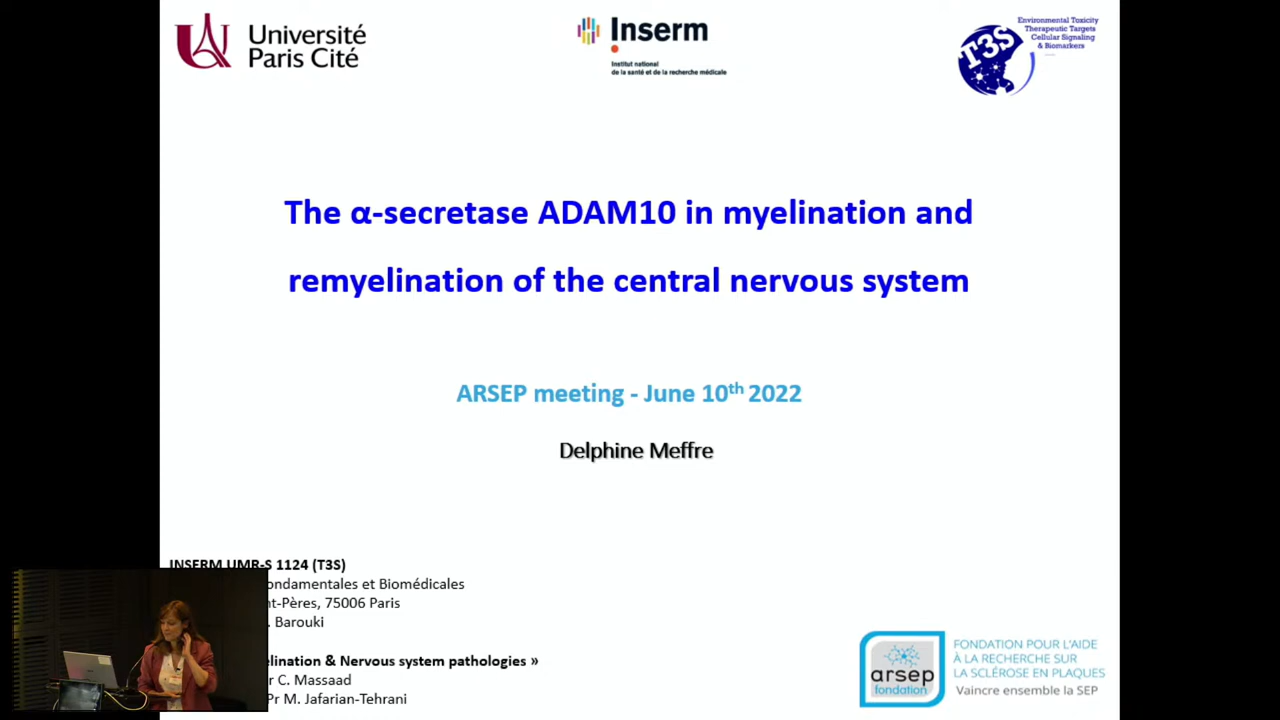 Université
Paris Cité
Inserm
Institut national
de la santé et de la recherche médicale
T3S
Environmental Toxicity
Therapeutic Targets
Cellular Signaling
& Biomarkers
The α-secretase ADAM10 in myelination and
remyelination of the central nervous system
ARSEP meeting - June 10th 2022
Delphine Meffre
INSERM UMR-S 1124 (T3S)
ondamentales et Biomédicales
nt-Pères, 75006 Paris
. Barouki
elination & Nervous system pathologies »
r C. Massaad
Pr M. Jafarian-Tehrani
arsep
fondation
FONDATION POUR L'AIDE
À LA RECHERCHE SUR
LA SCLÉROSE EN PLAQUES
Vaincre ensemble la SEP